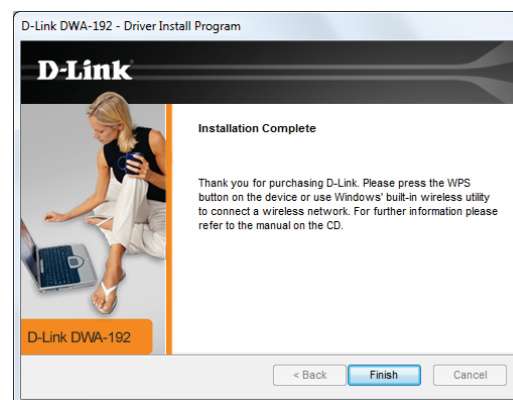 D-Link DWA-192 - Driver Install Program
D-Link
Installation Complete
Thank you for purchasing D-Link. Please press the WPS
button on the device or use Windows' built-in wireless utility
to connect a wireless network. For further information please
refer to the manual on the CD.
D-Link DWA-192
< Back
Finish
Cancel